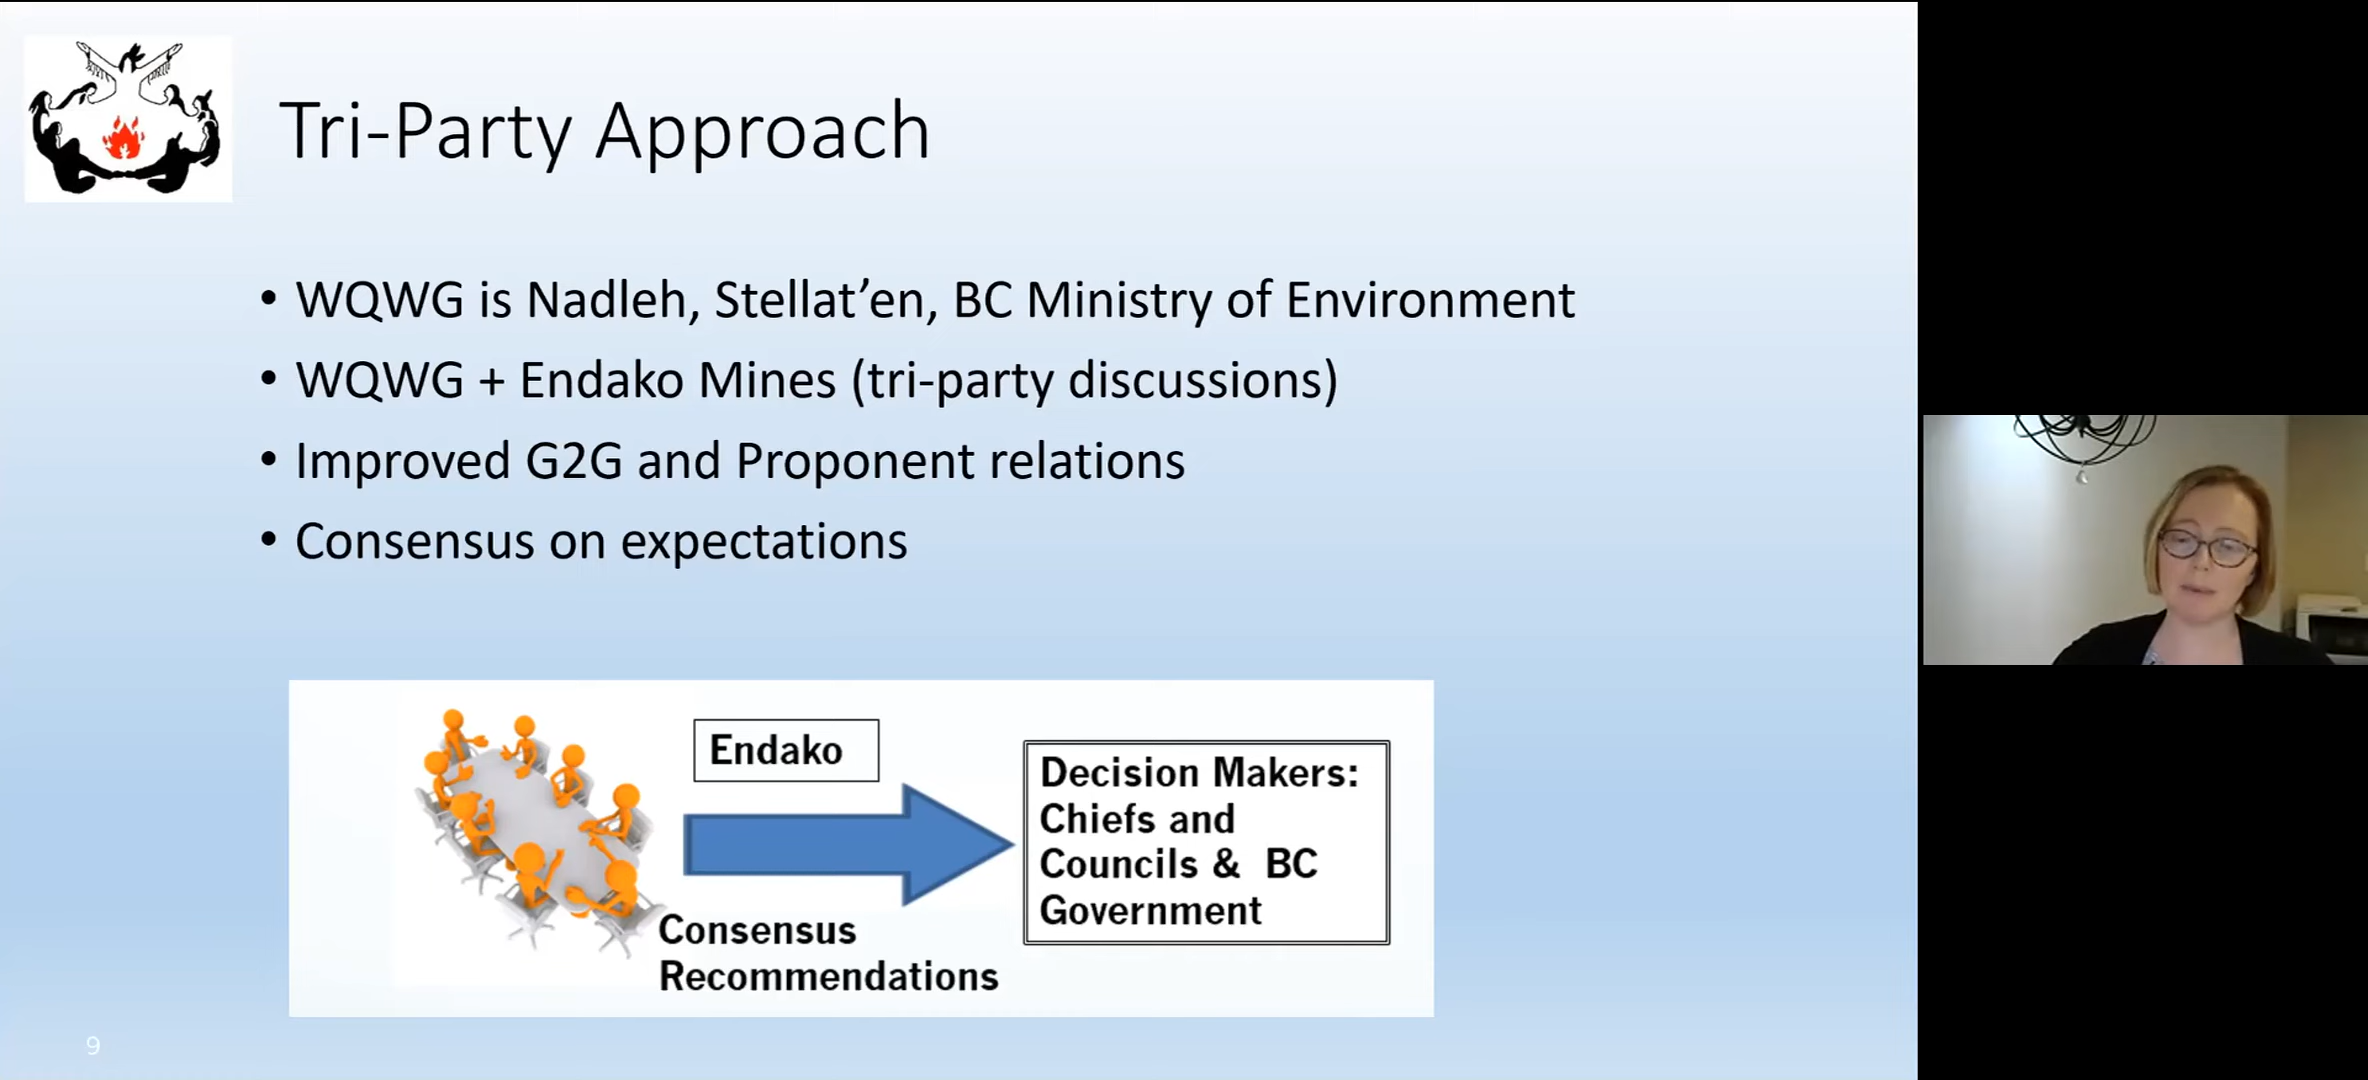 Tri-Party Approach
• WQWG is Nadleh, Stellat’en, BC Ministry of Environment
• WQWG + Endako Mines (tri-party discussions)
• Improved G2G and Proponent relations
• Consensus on expectations
Endako
Consensus
Recommendations
Decision Makers:
Chiefs and
Councils & BC
Government
9